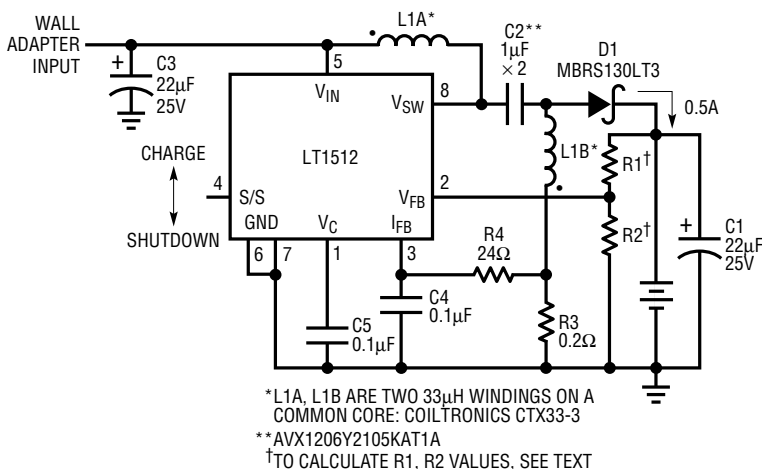 WALL
ADAPTER
INPUT
L1A*
C2**
1µF
× 2
D1
MBRS130LT3
+
C3
22µF
25V
5
VIN
VSW
8
0.5A
LT1512
CHARGE
SHUTDOWN
4
S/S
GND
6
7
VC
1
IFB
3
VFB
2
L1B*
R1†
R2†
R4
24Ω
+
C1
22µF
25V
C5
0.1µF
C4
0.1µF
R3
0.2Ω
*L1A, L1B ARE TWO 33µH WINDINGS ON A
COMMON CORE: COILTRONICS CTX33-3
**AVX1206Y2105KAT1A
†TO CALCULATE R1, R2 VALUES, SEE TEXT